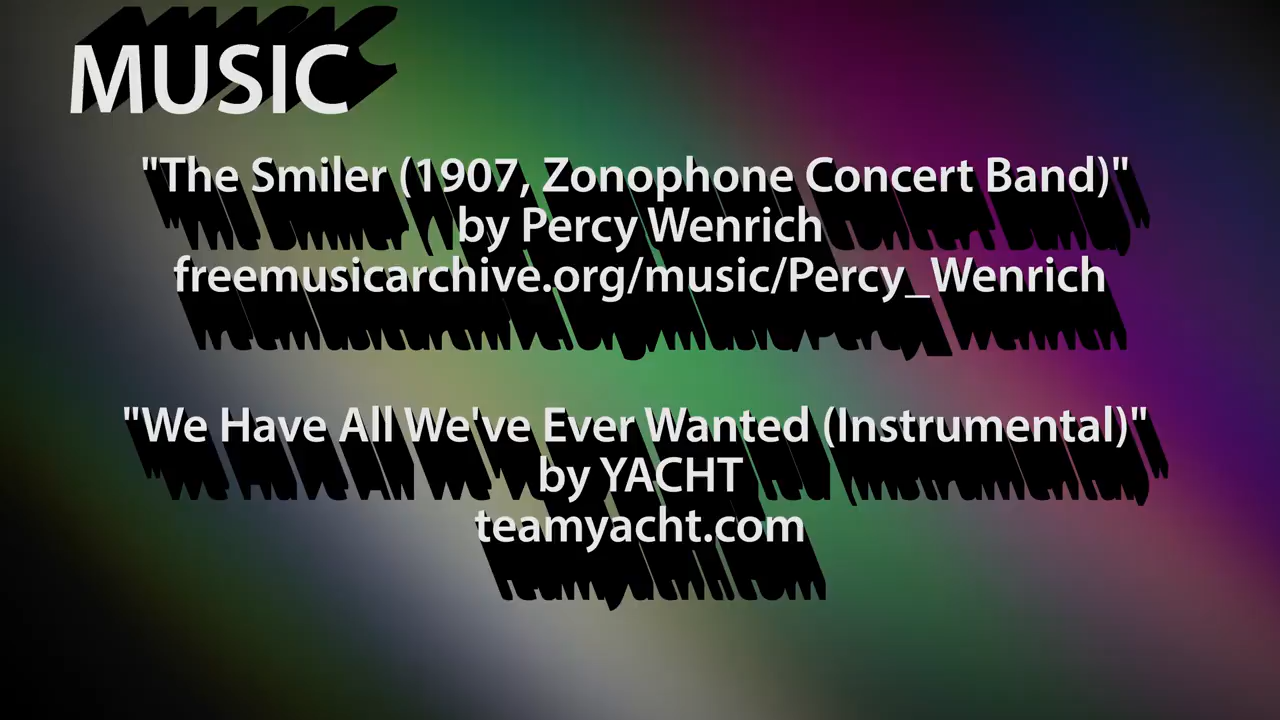 MUSIC
"The Smiler (1907, Zonophone Concert Band)"
by Percy Wenrich
freemusicarchive.org/music/Percy_Wenrich
"We Have All We've Ever Wanted (Instrumental)"
by YACHT
teamyacht.com